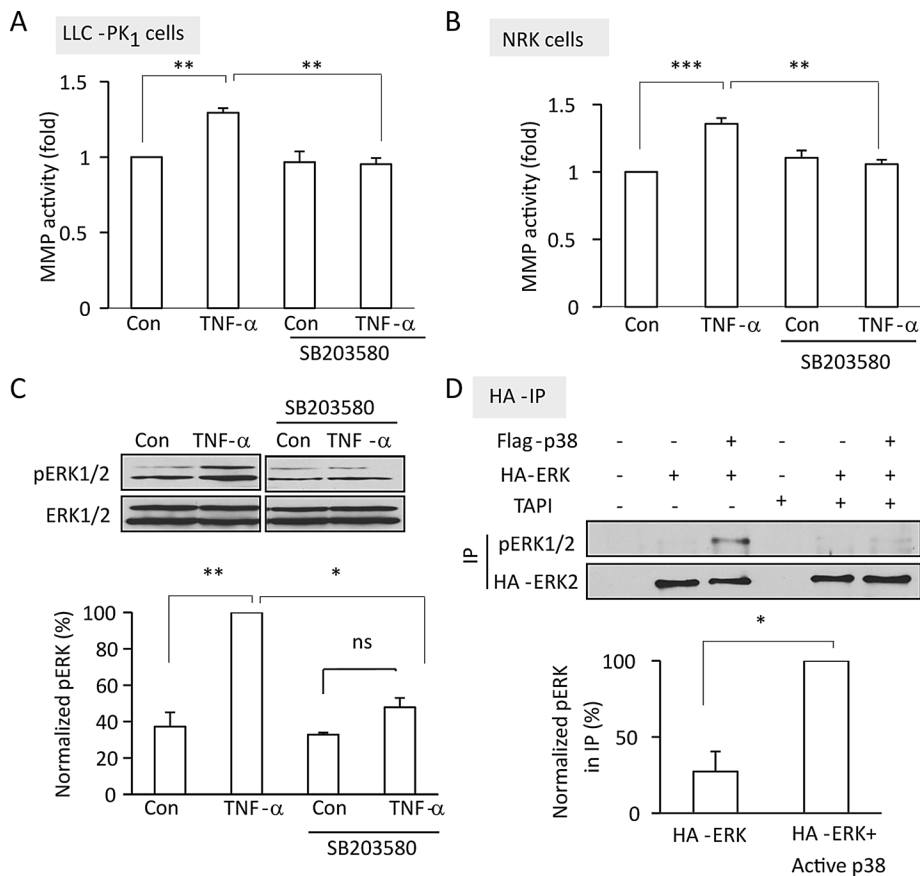 A
LLC -PK1 cells
**
**
MMP activity (fold)
1.5
1
0.5
0
Con
TNF-α
Con
TNF-α
SB203580
B
NRK cells
***
**
MMP activity (fold)
1.5
1
0.5
0
Con
TNF-α
Con
TNF-α
SB203580
C
SB203580
Con TNF-α Con TNF -α
pERK1/2
ERK1/2
**
*
ns
Normalized pERK (%)
100
80
60
40
20
0
Con
TNF-α
Con
TNF-α
SB203580
D
HA -IP
Flag-p38 - - + - - +
HA-ERK - + + - + +
TAPI - - - + + +
IP
pERK1/2
HA -ERK2
*
Normalized pERK
in IP (%)
100
50
0
HA -ERK
HA -ERK+
Active p38